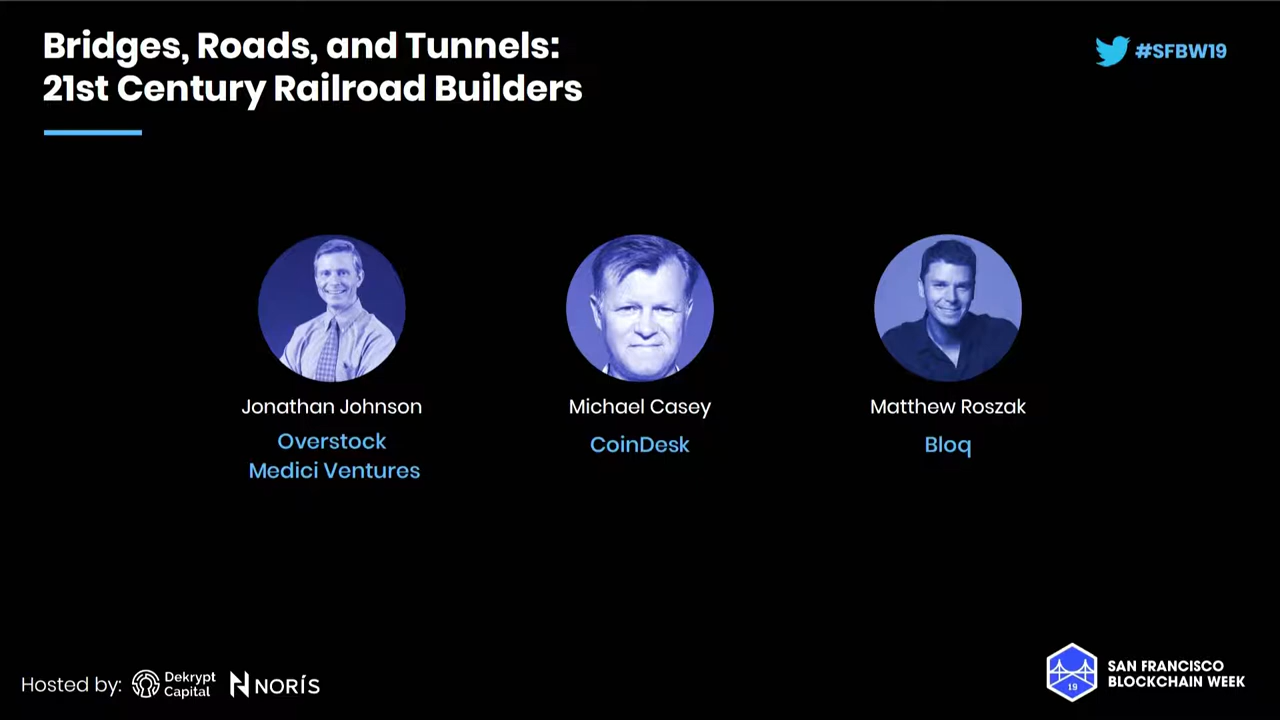 Bridges, Roads, and Tunnels:
21st Century Railroad Builders
#SFBW19
Jonathan Johnson
Overstock
Medici Ventures
Michael Casey
CoinDesk
Matthew Roszak
Bloq
Hosted by:
Dekrypt
Capital
NORÍS
19
SAN FRANCISCO
BLOCKCHAIN WEEK